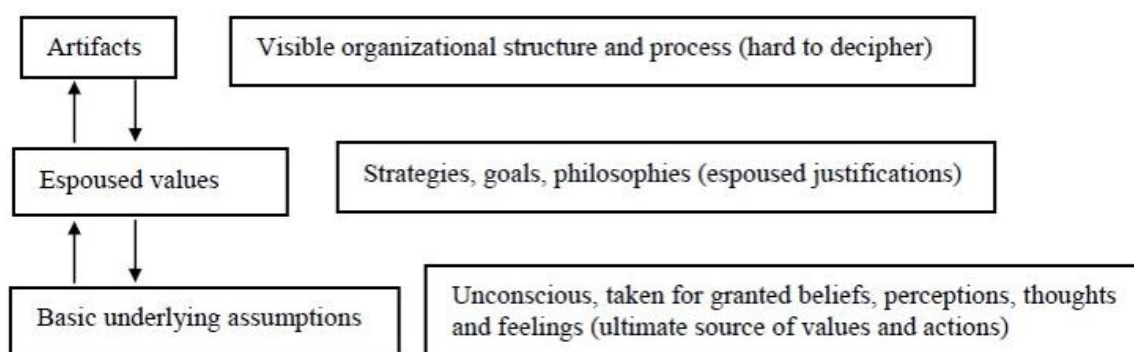 Artifacts
Visible organizational structure and process (hard to decipher)
Espoused values
Strategies, goals, philosophies (espoused justifications)
Basic underlying assumptions
Unconscious, taken for granted beliefs, perceptions, thoughts
and feelings (ultimate source of values and actions)